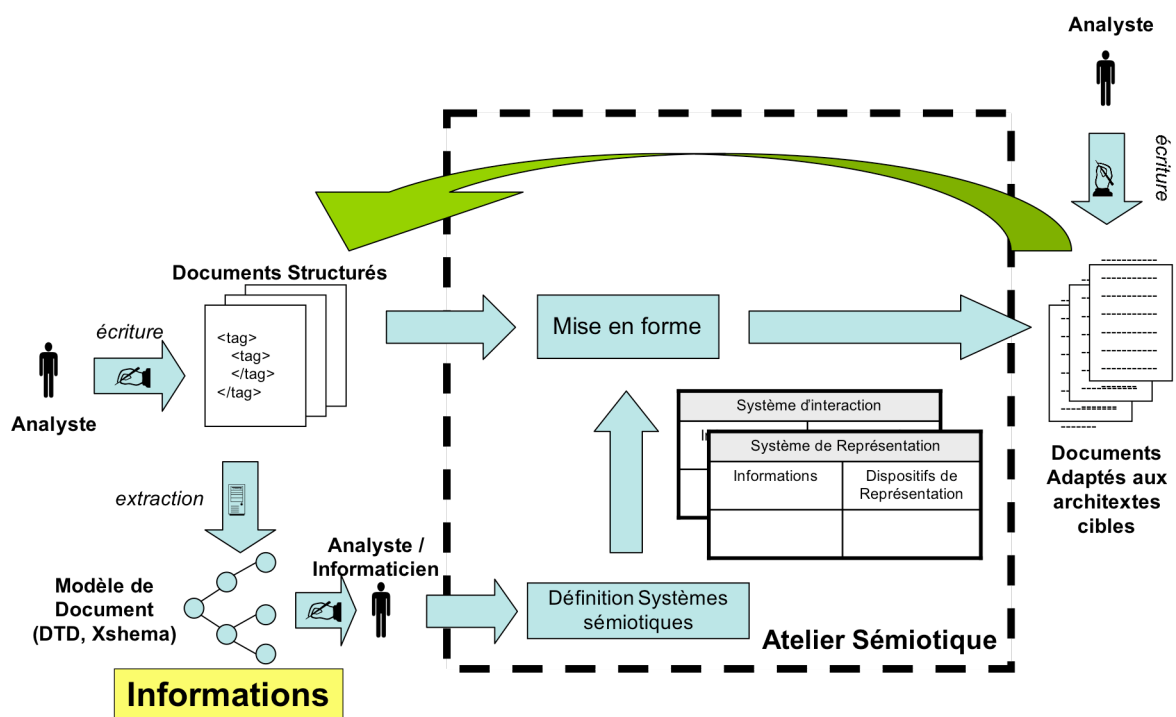 Analyste
écriture
Documents Structurés
écriture
<tag>
<tag>
</tag>
</tag>
Analyste
Mise en forme
Système d'interaction
Système de Représentation
Informations
Dispositifs de
Représentation
Documents
Adaptés aux
architextes
cibles
extraction
Modèle de
Document
(DTD, Xshema)
Analyste /
Informaticien
Définition Systèmes
sémiotiques
Atelier Sémiotique
Informations